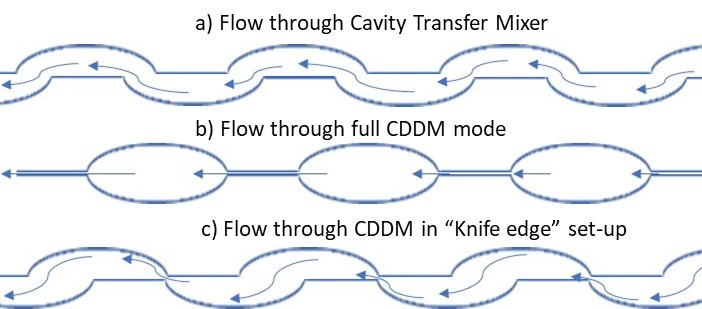 a) Flow through Cavity Transfer Mixer
b) Flow through full CDDM mode
c) Flow through CDDM in “Knife edge” set-up